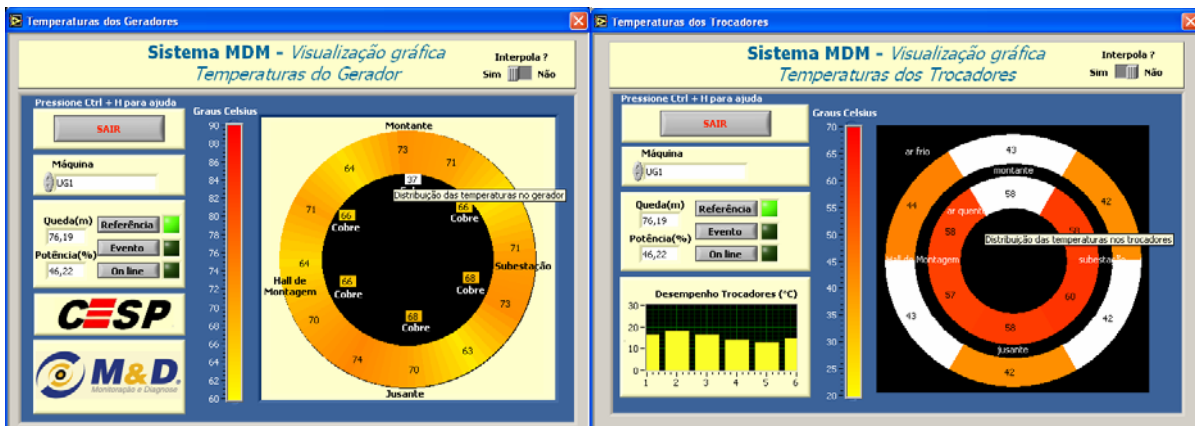 Temperaturas dos Geradores
Sistema MDM - Visualização gráfica
Temperaturas do Gerador
Interpola ?
Sim Não
Pressione Ctrl + H para ajuda
SAIR
Máquina
UG1
Queda(m)
76,19
Referência
Evento
Potência(%)
46,22
On line
CESP
M&D.
Monitoração e Diagnose
Graus Celsius
90
88
86
84
82
80
78
76
74
72
70
68
66
64
62
60
Montante
73
71
64
37
Distribuição das temperaturas no gerador
71
66
Cobre
66
71
Subestação
Hall de
Montagem
66
Cobre
68
Cobre
73
70
68
Cobre
74
63
70
Jusante
Temperaturas dos Trocadores
Sistema MDM - Visualização gráfica
Temperaturas dos Trocadores
Interpola ?
Sim Não
Pressione Ctrl + H para ajuda
SAIR
Máquina
UG1
Queda(m)
76,19
Referência
Evento
Potência(%)
46,22
On line
Desempenho Trocadores (°C)
30
20
10
0
1 2 3 4 5 6
Graus Celsius
70
65
60
55
50
45
40
35
30
25
20
ar frio
43
montante
58
44
ar quente
42
58
58
Distribuição das temperaturas nos trocadores
Hall de Montagem
subestação
57
60
43
42
58
jusante
42